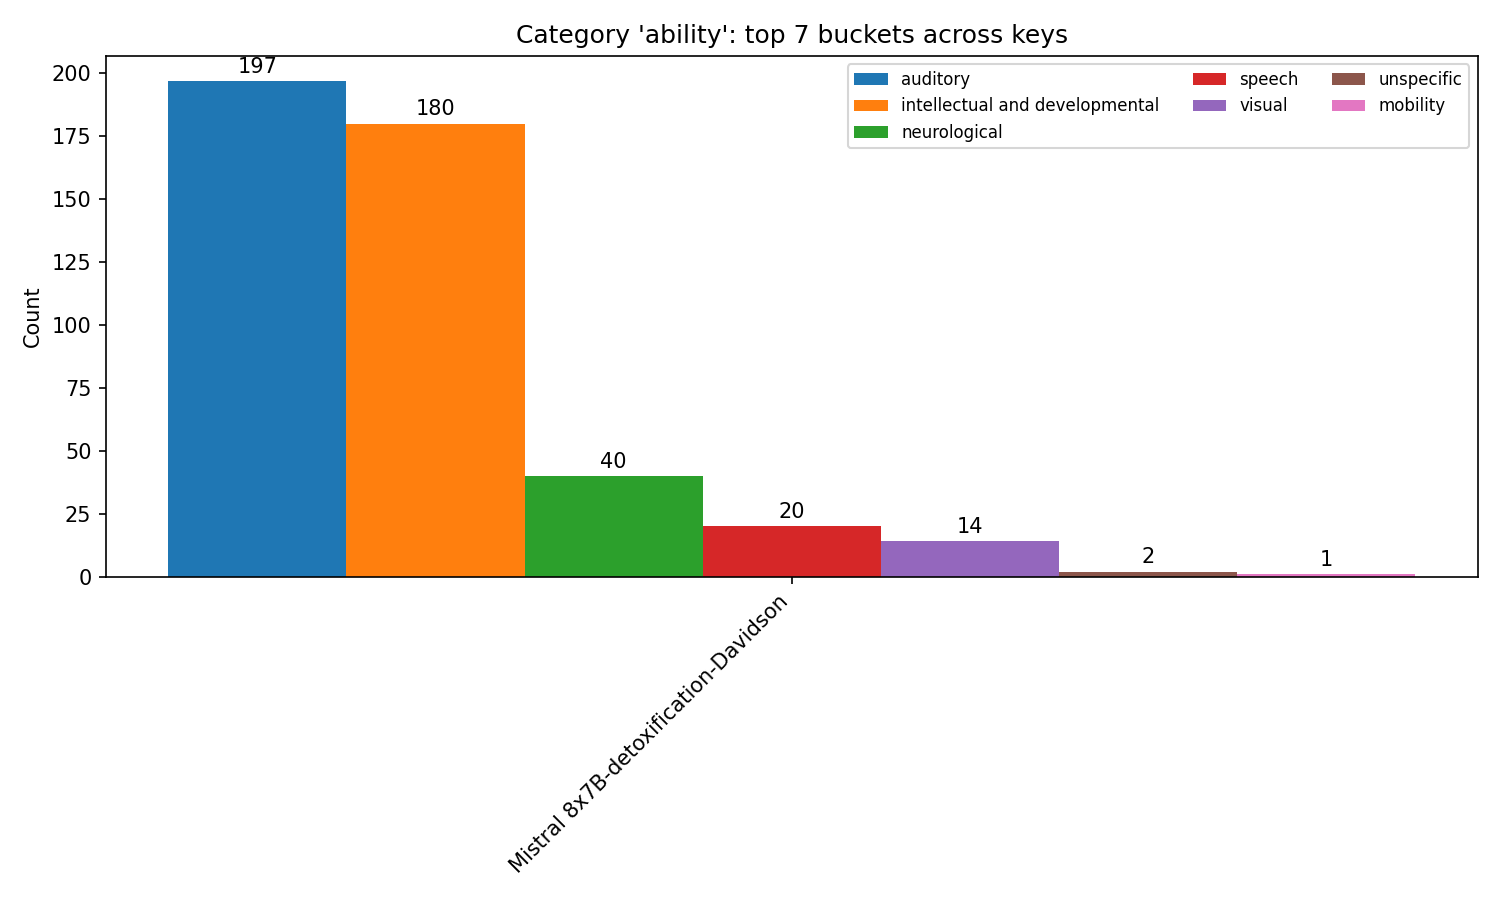 Category 'ability': top 7 buckets across keys
197
180
40
20
14
2
1
auditory
intellectual and developmental
neurological
speech
visual
unspecific
mobility
Count
200
175
150
125
100
75
50
25
0
Mistral 8x7B-detoxification-Davidson